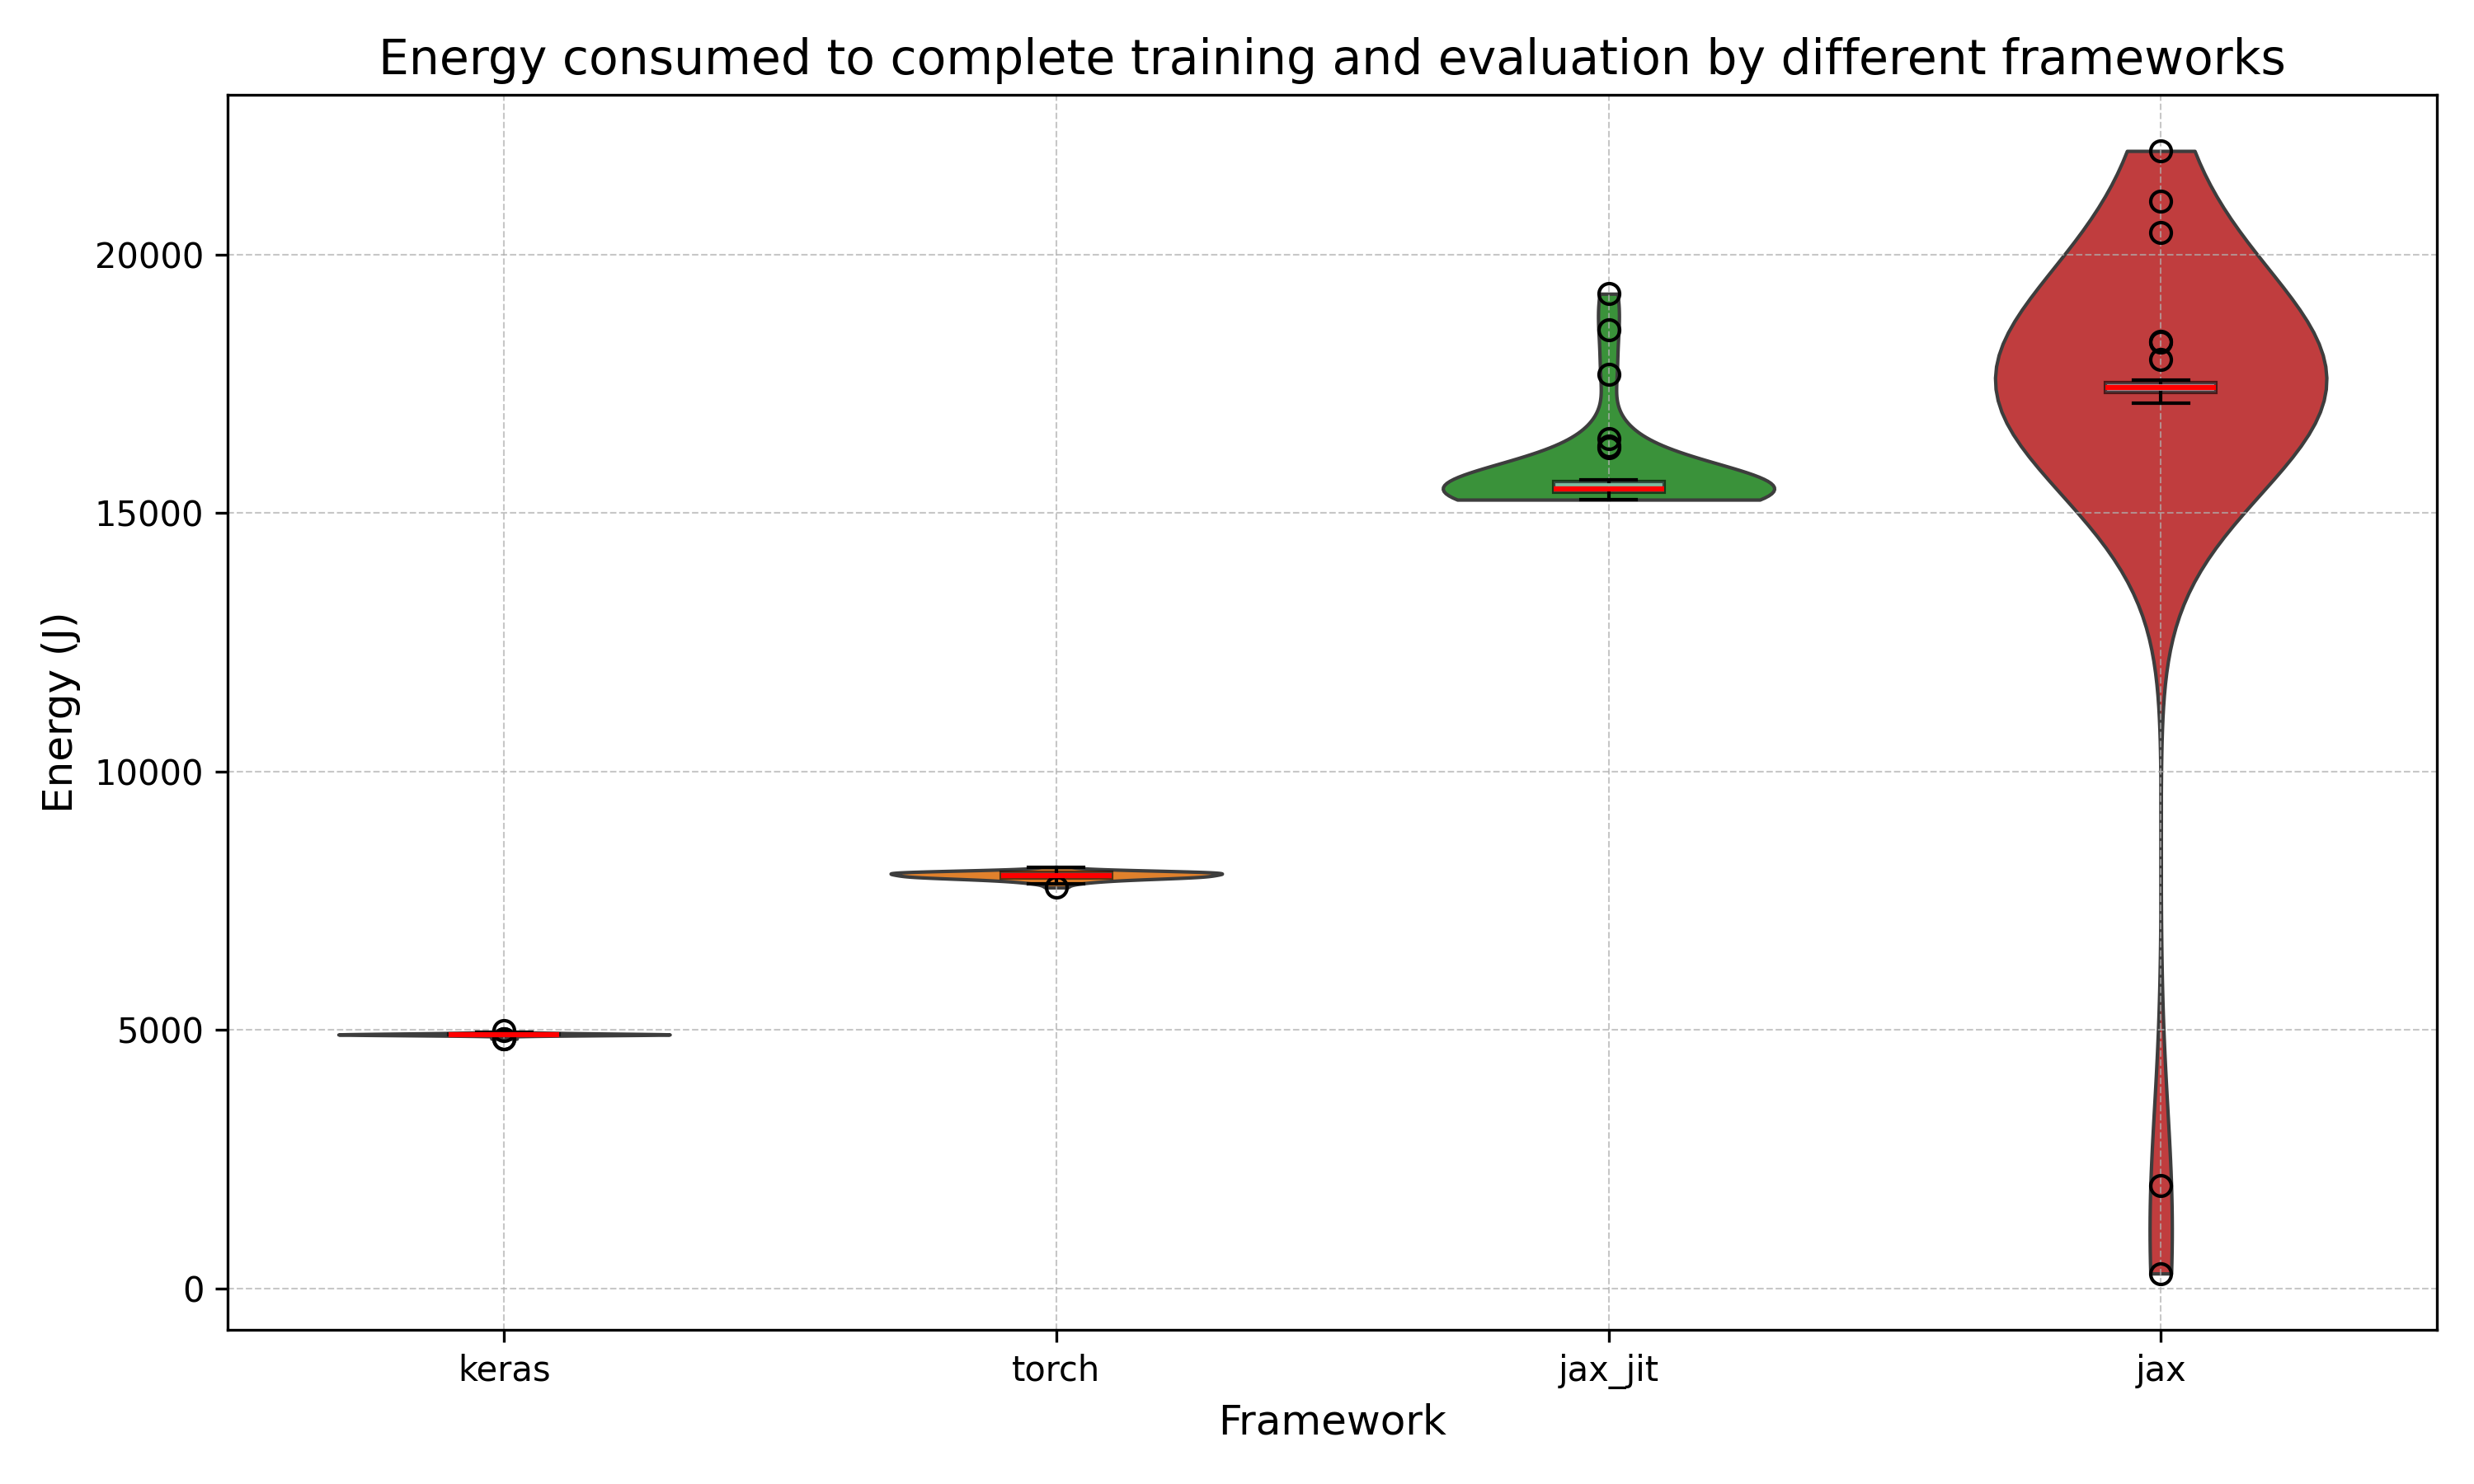 Energy consumed to complete training and evaluation by different frameworks
Energy (J)
20000
15000
10000
5000
0
keras torch jax_jit jax
Framework